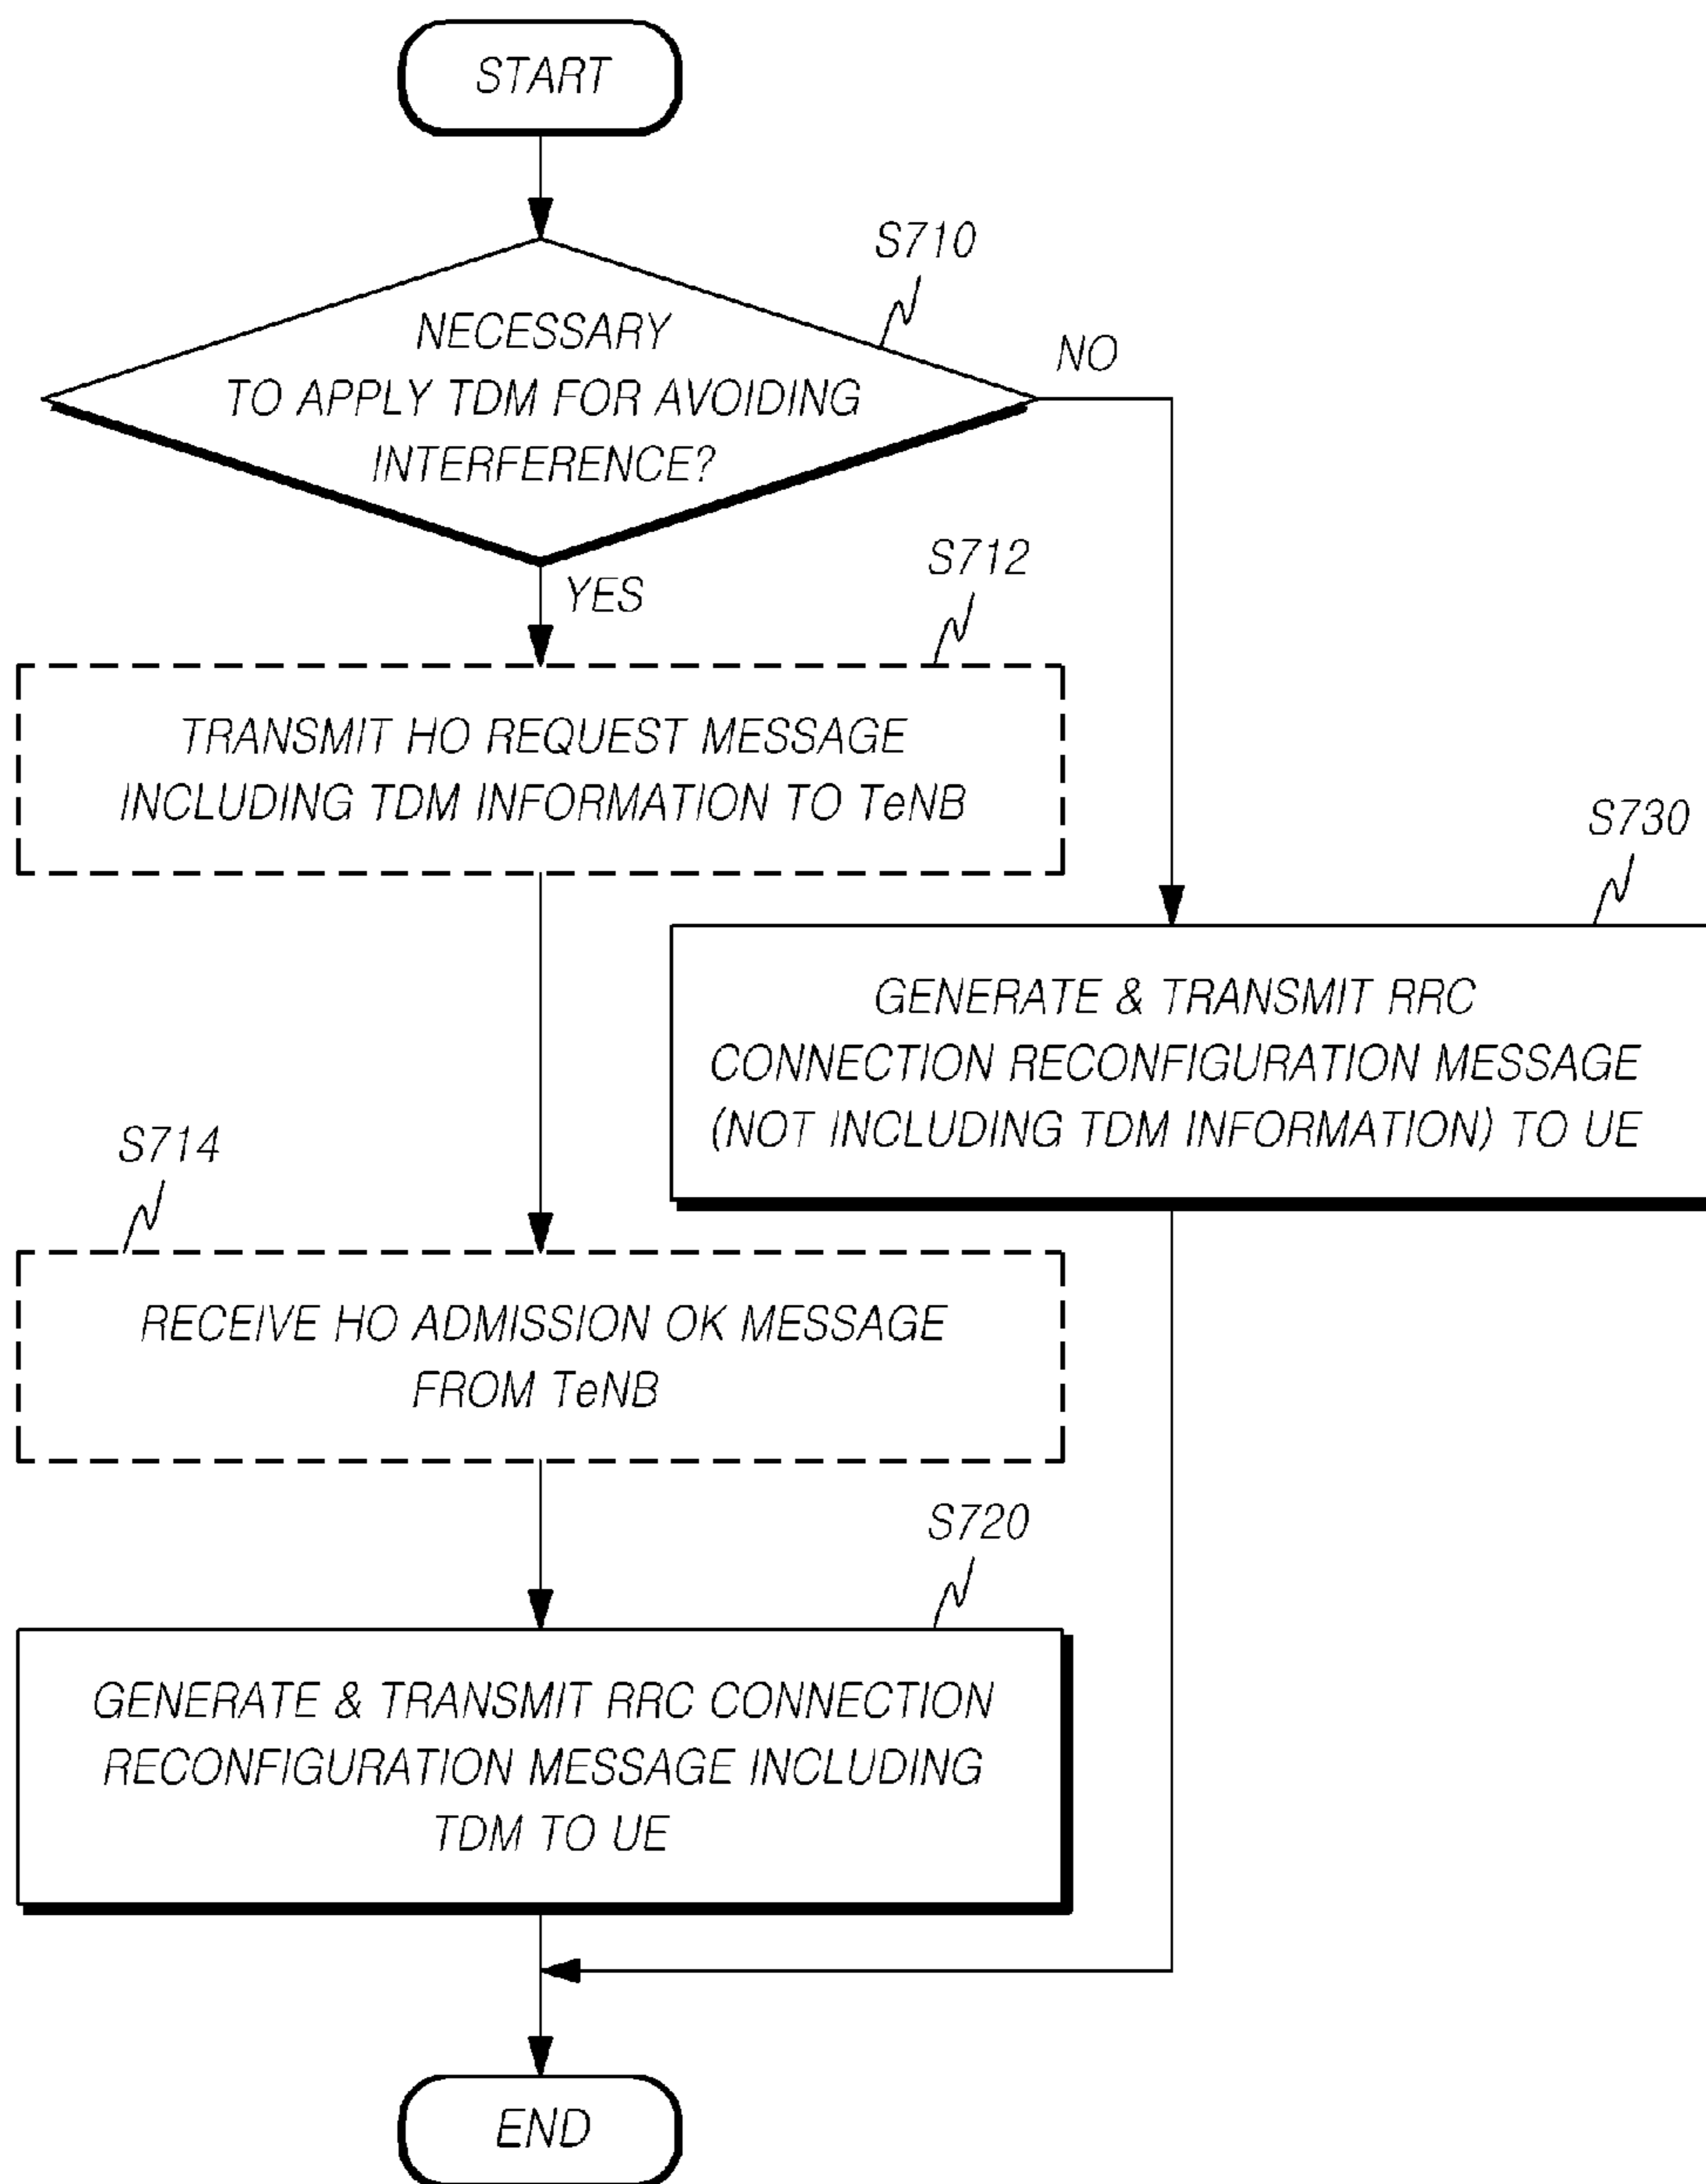 START
S710
NECESSARY
TO APPLY TDM FOR AVOIDING
INTERFERENCE?
NO
YES
S712
TRANSMIT HO REQUEST MESSAGE
INCLUDING TDM INFORMATION TO TeNB
S730
GENERATE & TRANSMIT RRC
CONNECTION RECONFIGURATION MESSAGE
(NOT INCLUDING TDM INFORMATION) TO UE
S714
RECEIVE HO ADMISSION OK MESSAGE
FROM TeNB
S720
GENERATE & TRANSMIT RRC CONNECTION
RECONFIGURATION MESSAGE INCLUDING
TDM TO UE
END